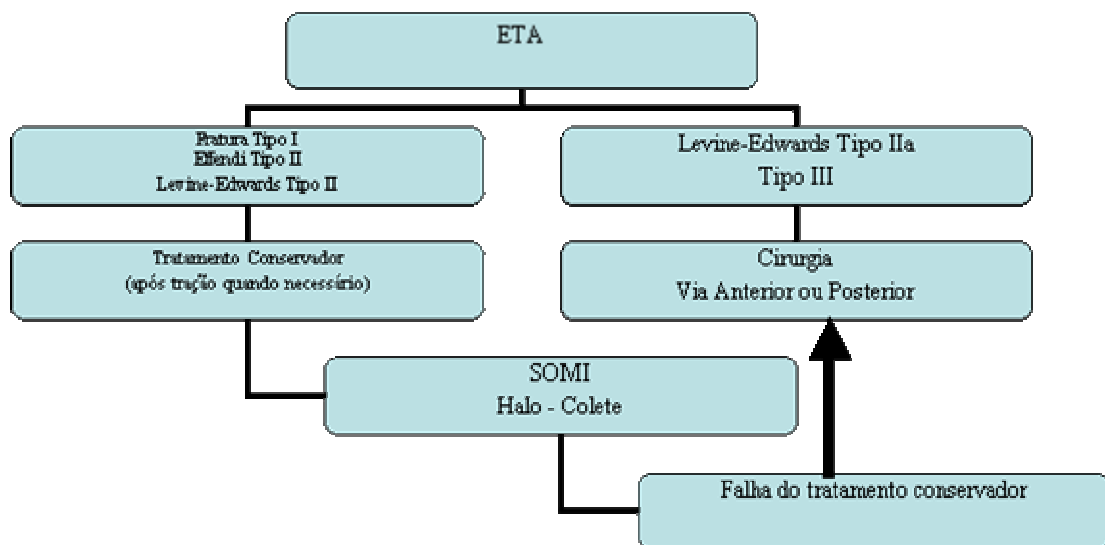 ETA
Fratura Tipo I
Effendi Tipo II
Levine-Edwards Tipo II
Levine-Edwards Tipo IIa
Tipo III
Tratamento Conservador
(após tração quando necessário)
Cirurgia
Via Anterior ou Posterior
SOMI
Halo - Colete
Falha do tratamento conservador